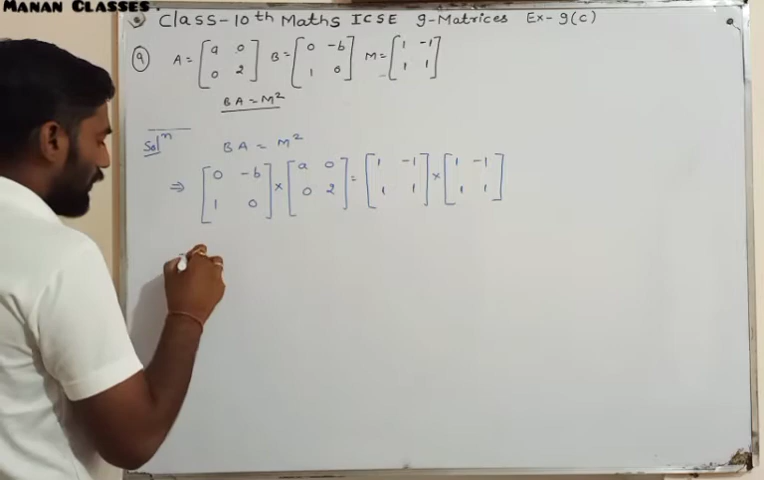 MANAN CLASSES.
Class-10th Maths ICSE 9-Matrices Ex-9(c)
(9) A = [a 0 B = [0 -b M = [1 -1
0 2] 1 0] 1 1]
BA = M²
Solⁿ BA = M²
⇒ [0 -b × [a 0 = [1 -1 × [1 -1
1 0] 0 2] 1 1] 1 1]